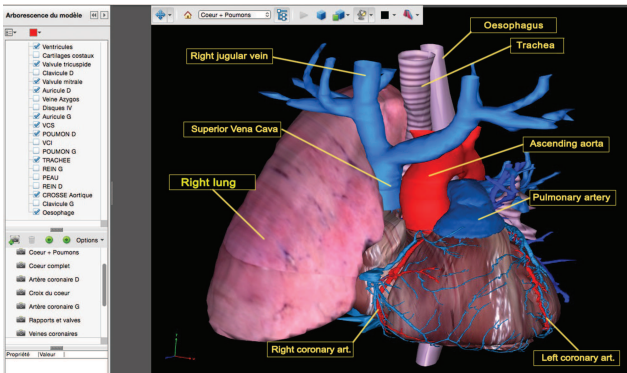 Arborescence du modèle
Coeur + Poumons
Ventricules
Cartilages costaux
Valvule tricuspide
Clavicule D
Valvule mitrale
Auricule D
Veine Azygos
Disques IV
Auricule G
VCS
POUMON D
VCI
POUMON G
TRACHEE
REIN G
PEAU
REIN D
CROSSE Aortique
Clavicule G
Oesophage
Options
Coeur + Poumons
Coeur complet
Artère coronaire D
Croix du coeur
Artère coronaire G
Rapports et valves
Veines coronaires
Propriété Valeur
Oesophagus
Trachea
Right jugular vein
Superior Vena Cava
Ascending aorta
Right lung
Pulmonary artery
Right coronary art.
Left coronary art.